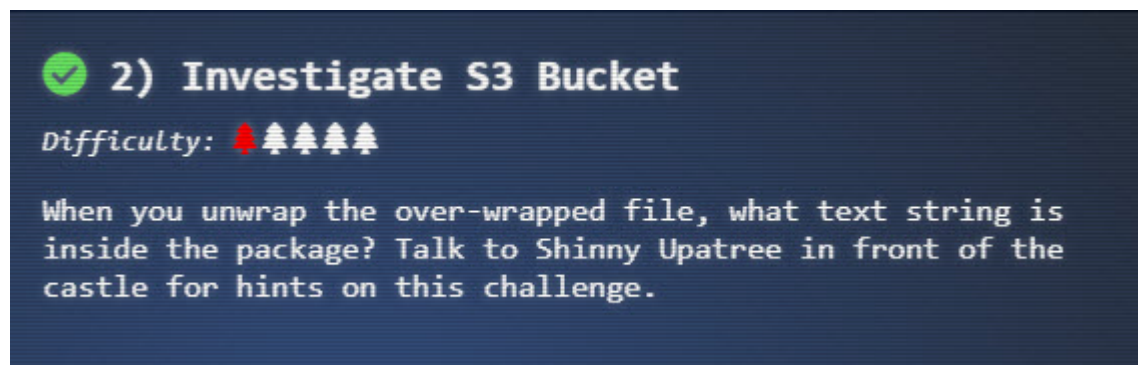 2) Investigate S3 Bucket
Difficulty:
When you unwrap the over-wrapped file, what text string is
inside the package? Talk to Shinny Upatree in front of the
castle for hints on this challenge.